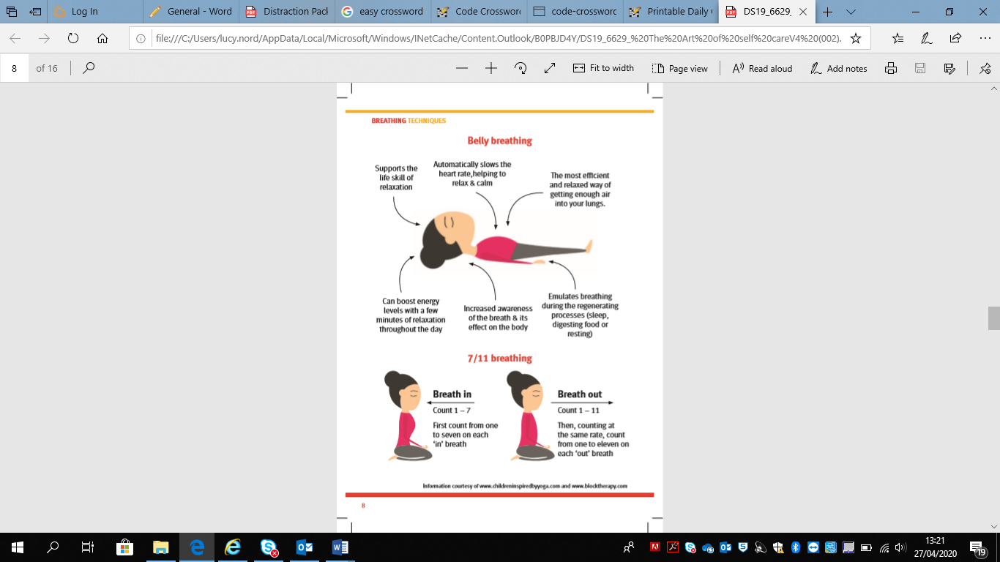 Log In
General - Word
Distraction Pack
easy crossword
Code Crossword
code-crossword
Printable Daily C
DS19_6629_
file:///C:/Users/lucy.nord/AppData/Local/Microsoft/Windows/INetCache/Content.Outlook/B0PBJD4Y/DS19_6629_%20The%20Art%20of%20self%20careV4%20(002).
8 of 16
Fit to width
Page view
Read aloud
Add notes
BREATHING TECHNIQUES
Belly breathing
Supports the
life skill of
relaxation
Automatically slows the
heart rate,helping to
relax & calm
The most efficient
and relaxed way of
getting enough air
into your lungs.
Can boost energy
levels with a few
minutes of relaxation
throughout the day
Increased awareness
of the breath & its
effect on the body
Emulates breathing
during the regenerating
processes (sleep,
digesting food or
resting)
7/11 breathing
Breath in
Count 1 – 7
First count from one
to seven on each
‘in’ breath
Breath out
Count 1 – 11
Then, counting at
the same rate, count
from one to eleven on
each ‘out’ breath
Information courtesy of www.childreninspiredbyyoga.com and www.blocktherapy.com
8
13:21
27/04/2020
19